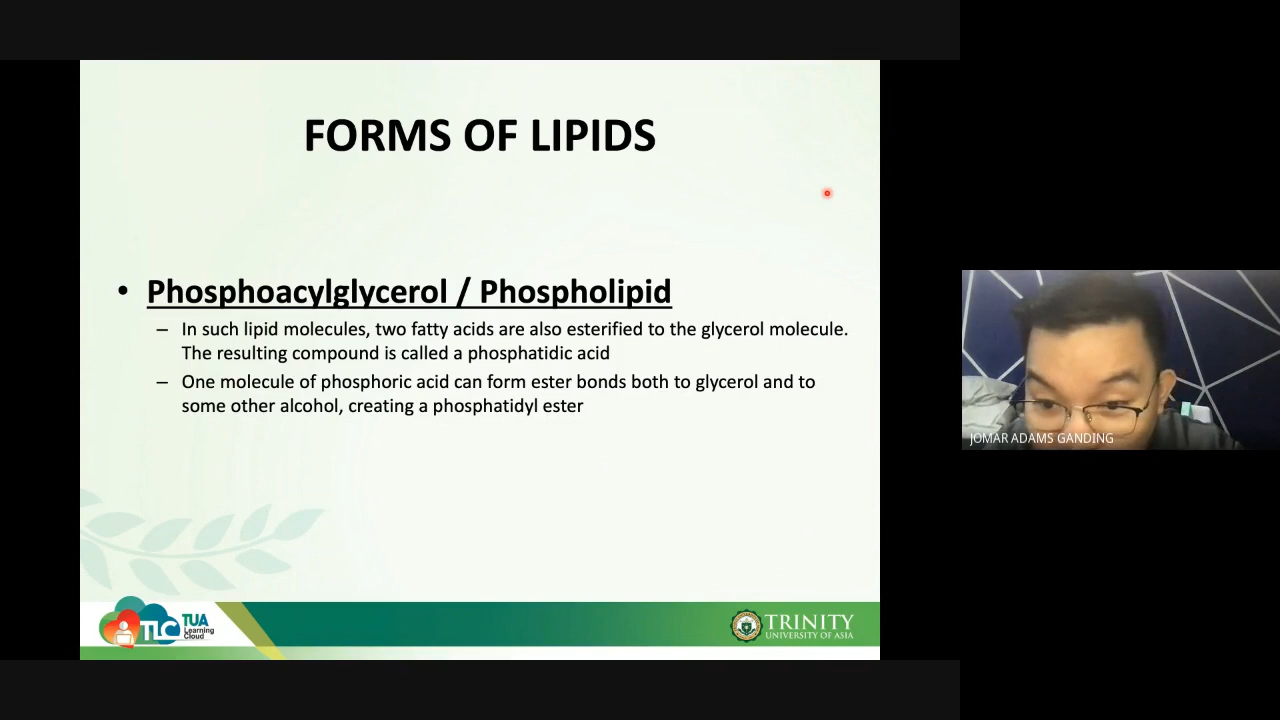 FORMS OF LIPIDS
• Phosphoacylglycerol / Phospholipid
– In such lipid molecules, two fatty acids are also esterified to the glycerol molecule.
The resulting compound is called a phosphatidic acid
– One molecule of phosphoric acid can form ester bonds both to glycerol and to
some other alcohol, creating a phosphatidyl ester
JOMAR ADAMS GANDING
TLC
TUA
Learning
Cloud
TRINITY
UNIVERSITY OF ASIA